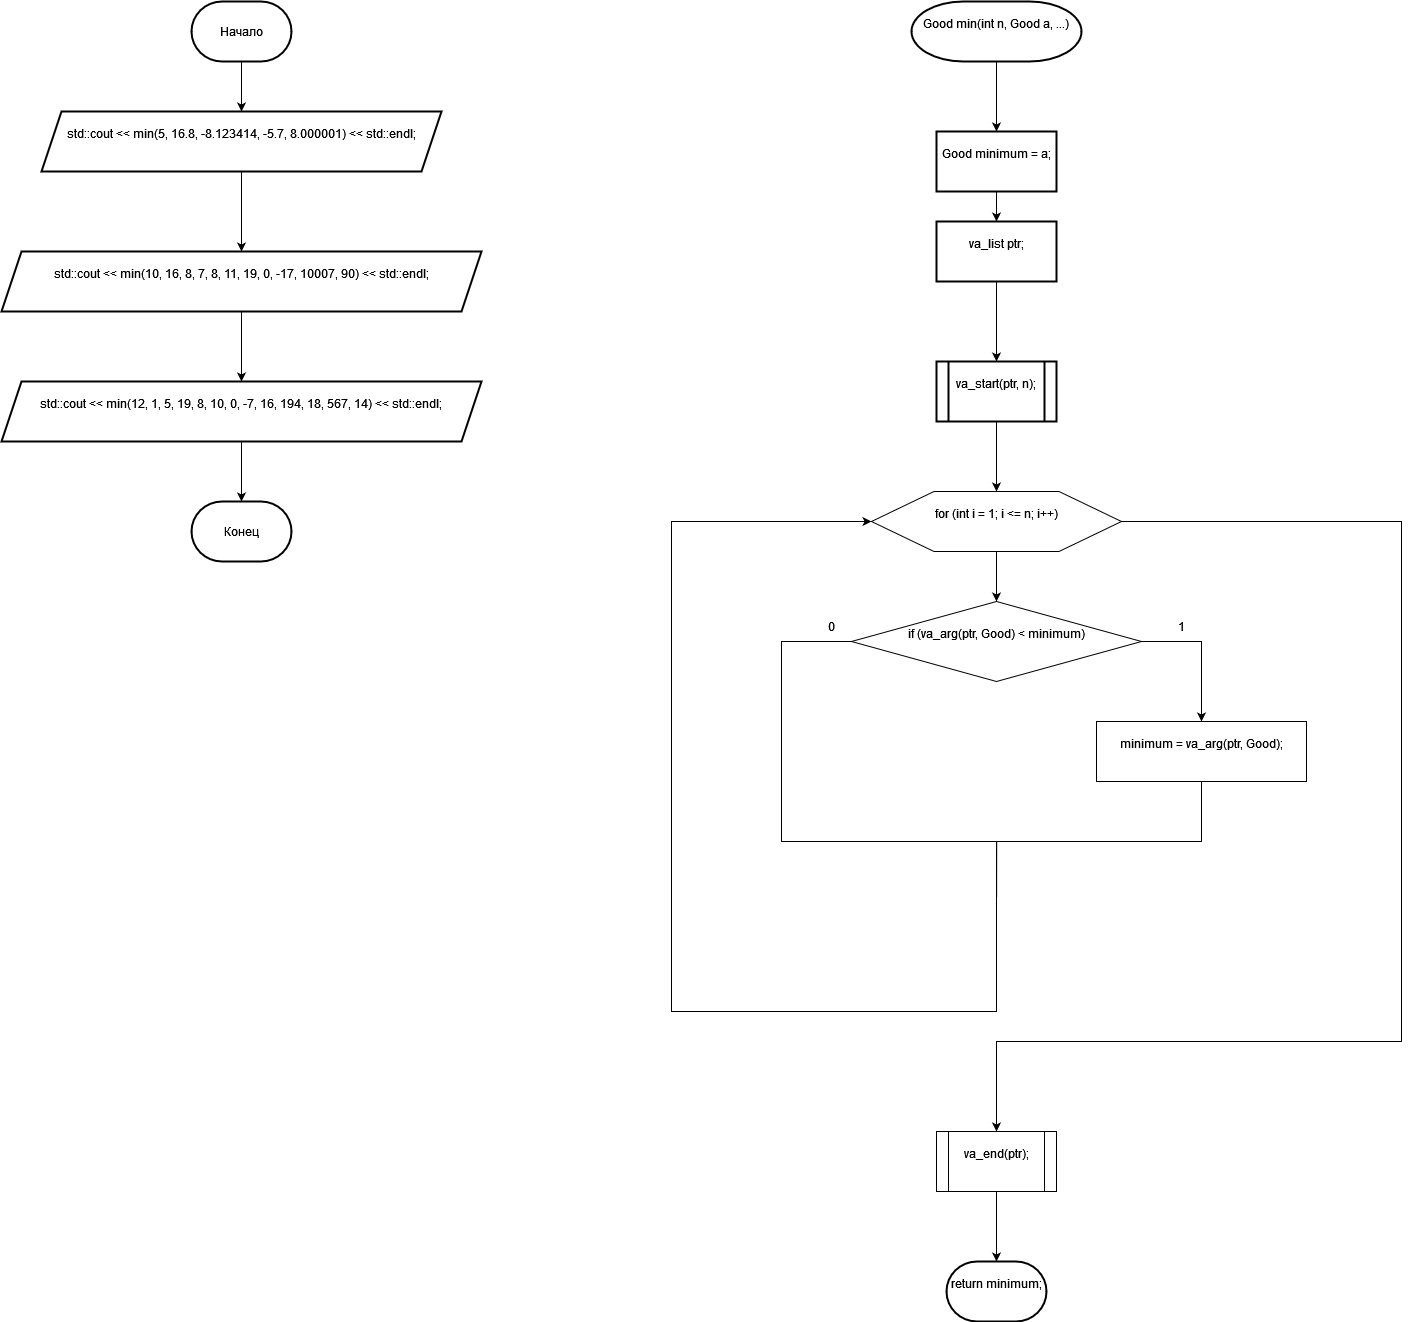 Начало
std::cout << min(5, 16.8, -8.123414, -5.7, 8.000001) << std::endl;
std::cout << min(10, 16, 8, 7, 8, 11, 19, 0, -17, 10007, 90) << std::endl;
std::cout << min(12, 1, 5, 19, 8, 10, 0, -7, 16, 194, 18, 567, 14) << std::endl;
Конец
Good min(int n, Good a, ...)
Good minimum = a;
va_list ptr;
va_start(ptr, n);
for (int i = 1; i <= n; i++)
0
if (va_arg(ptr, Good) < minimum)
1
minimum = va_arg(ptr, Good);
va_end(ptr);
return minimum;